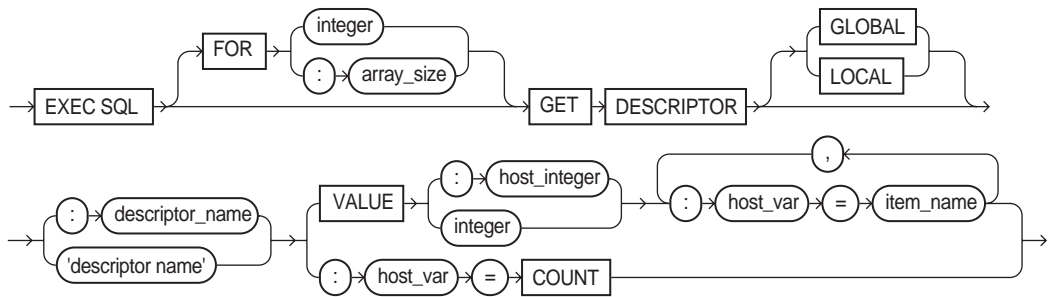 integer
FOR
: array_size
GLOBAL
LOCAL
EXEC SQL GET DESCRIPTOR
,
: descriptor_name
'descriptor name'
VALUE : host_integer
integer
: host_var = item_name
: host_var = COUNT